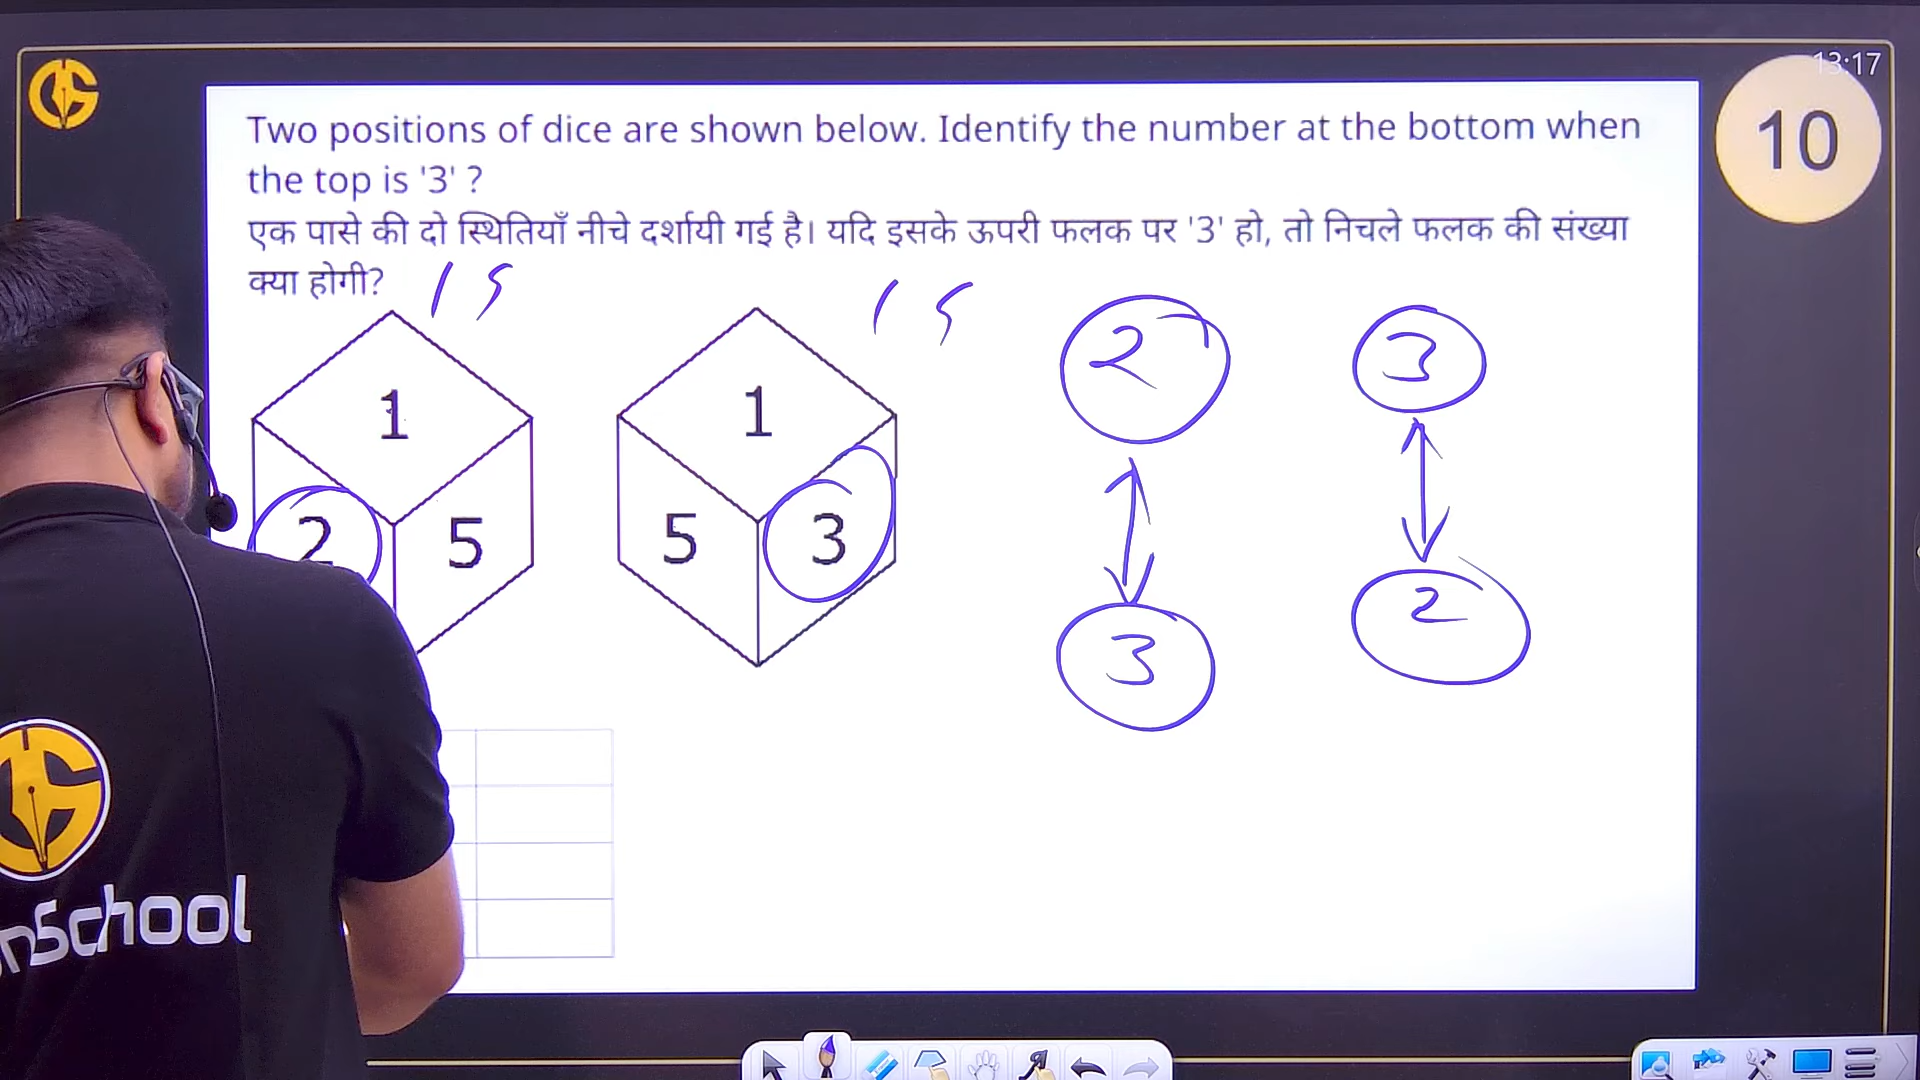 13:17
10
Two positions of dice are shown below. Identify the number at the bottom when
the top is '3' ?
एक पासे की दो स्थितियाँ नीचे दर्शायी गई है। यदि इसके ऊपरी फलक पर '3' हो, तो निचले फलक की संख्या
क्या होगी?
1 5
1 5
1
2
5
1
5
3
2
3
3
2
nSchool